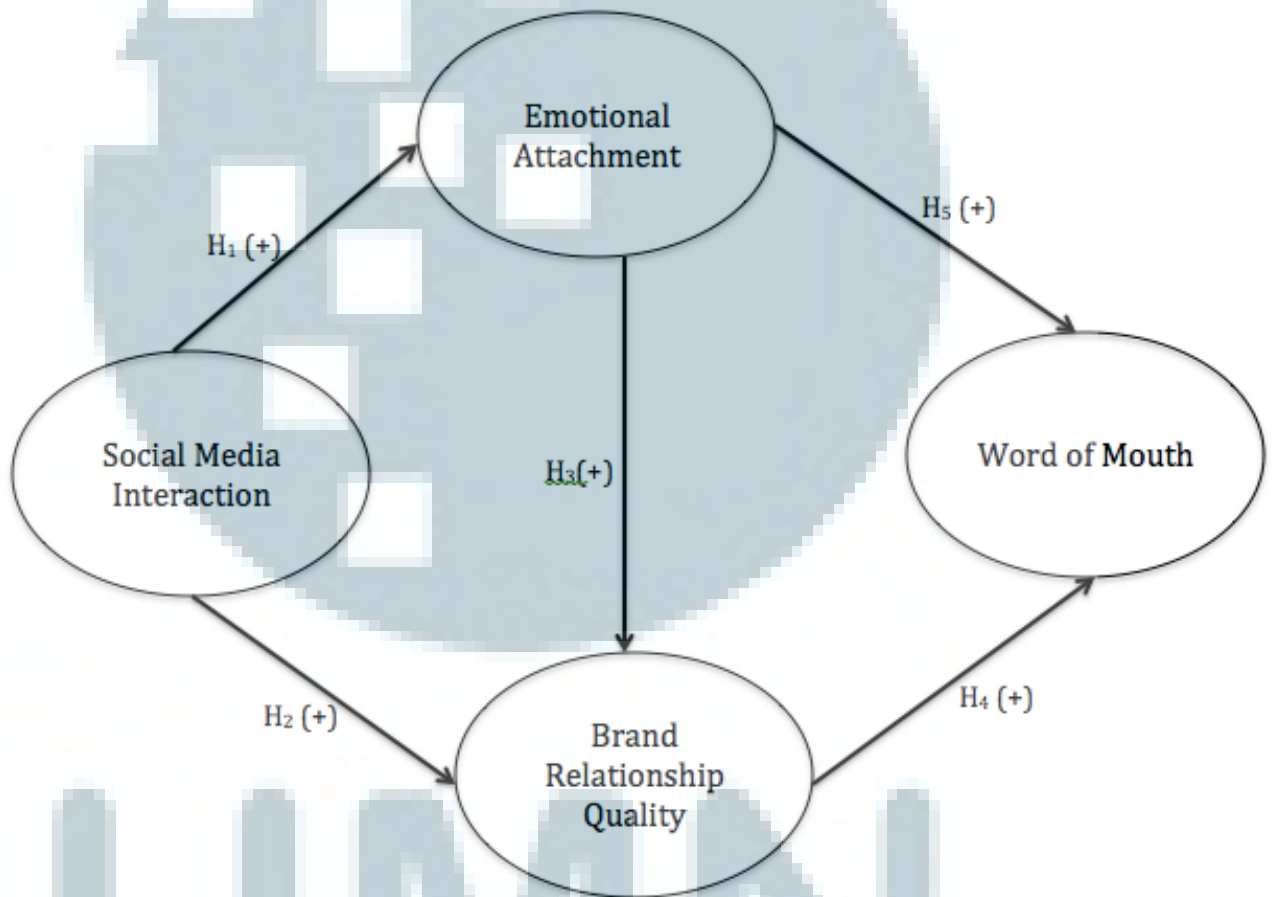 Emotional
Attachment
H₅ (+)
H₁ (+)
Social Media
Interaction
H₃(+)
Word of Mouth
H₂ (+)
H₄ (+)
Brand
Relationship
Quality